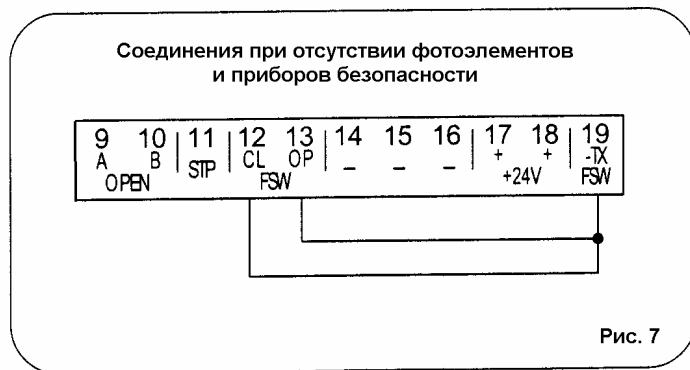 Соединения при отсутствии фотоэлементов
и приборов безопасности
9 10 11 12 13 14 15 16 17 18 19
A B STP CL OP – – – + + -TX
OPEN FSW +24V FSW
Рис. 7